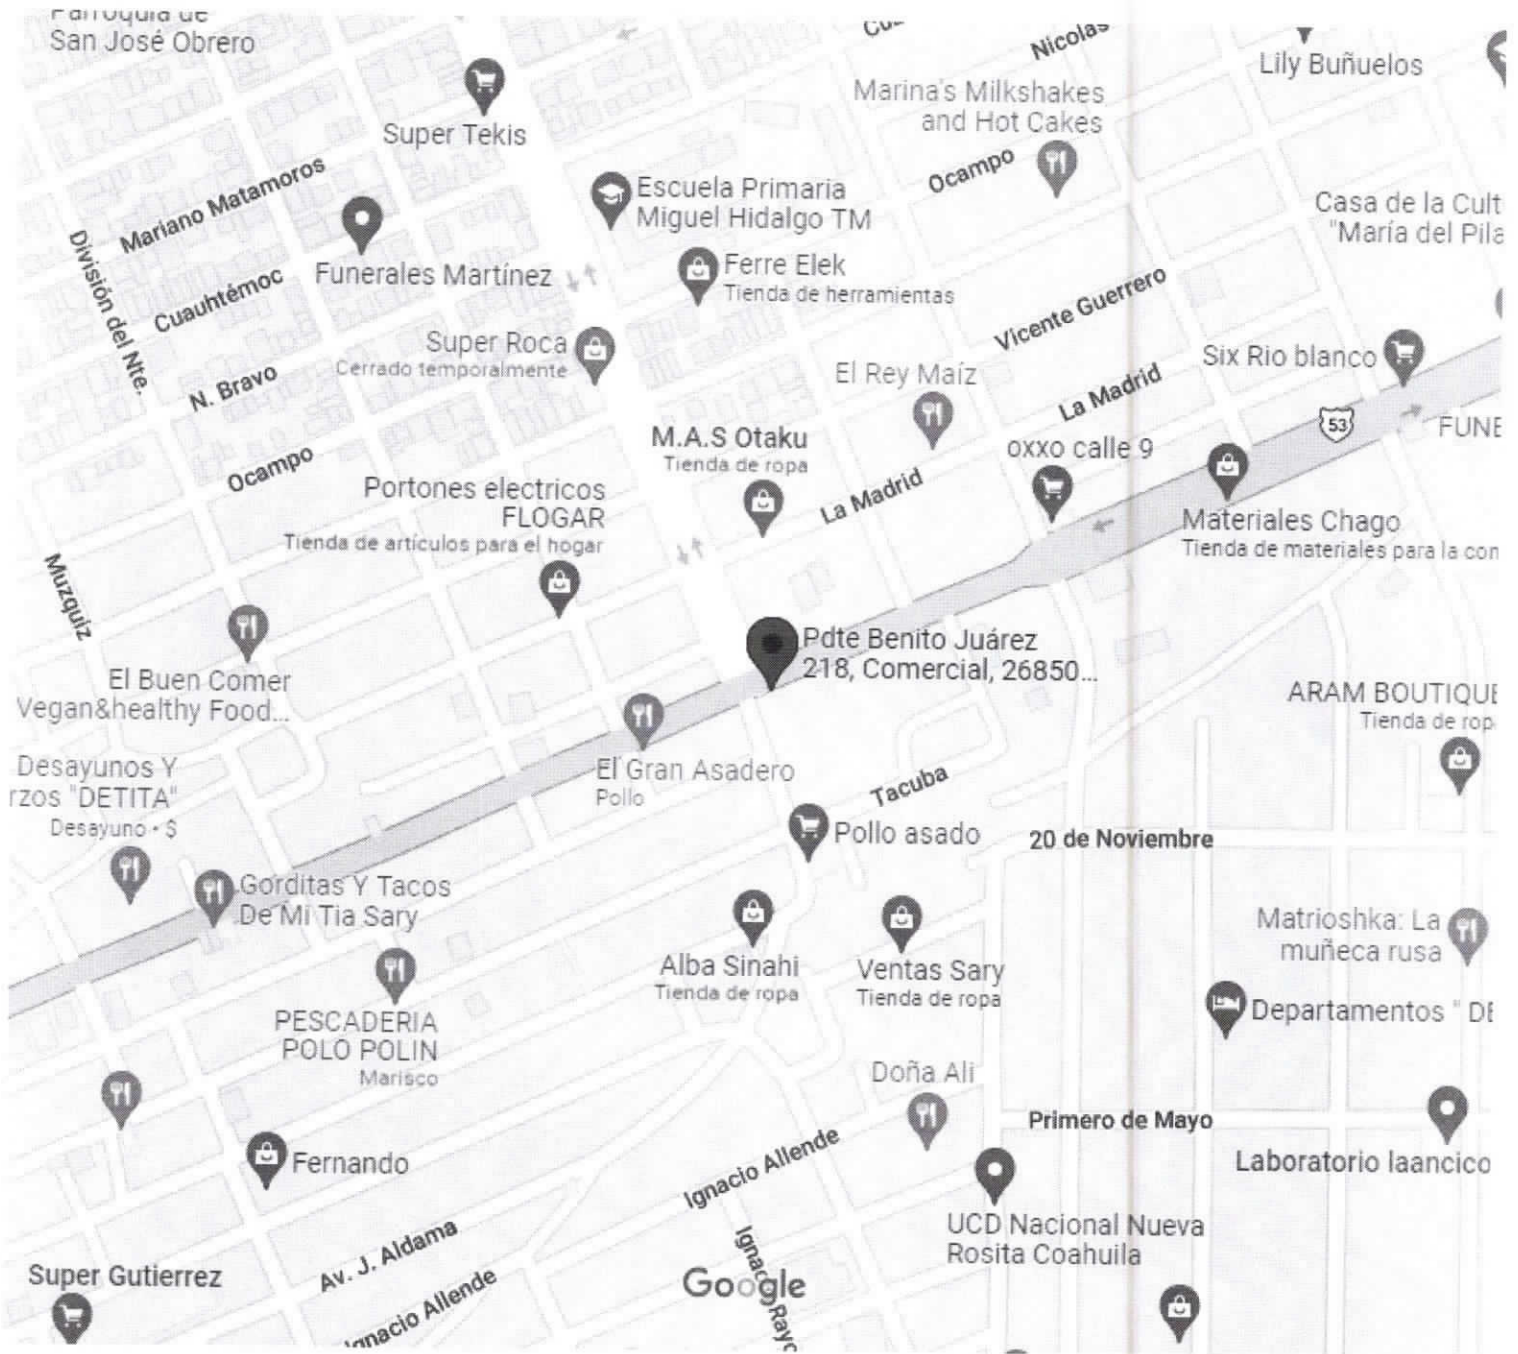 Parroquia de
San José Obrero
Nicolas
Lily Buñuelos
Super Tekis
Marina's Milkshakes
and Hot Cakes
Ocampo
Mariano Matamoros
Escuela Primaria
Miguel Hidalgo TM
Casa de la Cult
"María del Pila
División del Nte.
Cuauhtémoc
Funerales Martínez
Ferre Elek
Tienda de herramientas
Vicente Guerrero
Super Roca
Cerrado temporalmente
Six Rio blanco
N. Bravo
El Rey Maíz
La Madrid
53
FUNE
M.A.S Otaku
Tienda de ropa
oxxo calle 9
Ocampo
La Madrid
Portones electricos
FLOGAR
Tienda de artículos para el hogar
Materiales Chago
Tienda de materiales para la con
Muzquiz
Pdte Benito Juárez
218, Comercial, 26850...
El Buen Comer
Vegan&healthy Food...
ARAM BOUTIQUE
Tienda de rop
Desayunos Y
rzos "DETITA"
Desayuno · $
El Gran Asadero
Pollo
Tacuba
Pollo asado
20 de Noviembre
Gorditas Y Tacos
De Mi Tia Sary
Matrioshka: La
muñeca rusa
Alba Sinahi
Tienda de ropa
Ventas Sary
Tienda de ropa
Departamentos " DE
PESCADERIA
POLO POLIN
Marisco
Doña Ali
Primero de Mayo
Fernando
Ignacio Allende
Laboratorio laancico
UCD Nacional Nueva
Rosita Coahuila
Av. J. Aldama
Super Gutierrez
Ignacio Rayo
Google
Ignacio Allende